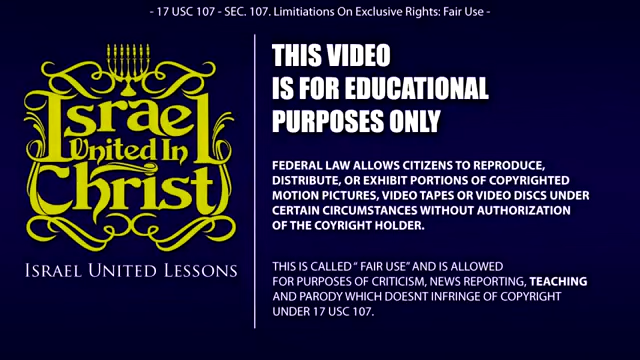 - 17 USC 107 - SEC. 107. Limitiations On Exclusive Rights: Fair Use -
Israel
United In
Christ
ISRAEL UNITED LESSONS
THIS VIDEO
IS FOR EDUCATIONAL
PURPOSES ONLY
FEDERAL LAW ALLOWS CITIZENS TO REPRODUCE,
DISTRIBUTE, OR EXHIBIT PORTIONS OF COPYRIGHTED
MOTION PICTURES, VIDEO TAPES OR VIDEO DISCS UNDER
CERTAIN CIRCUMSTANCES WITHOUT AUTHORIZATION
OF THE COYRIGHT HOLDER.
THIS IS CALLED “ FAIR USE” AND IS ALLOWED
FOR PURPOSES OF CRITICISM, NEWS REPORTING, TEACHING
AND PARODY WHICH DOESNT INFRINGE OF COPYRIGHT
UNDER 17 USC 107.